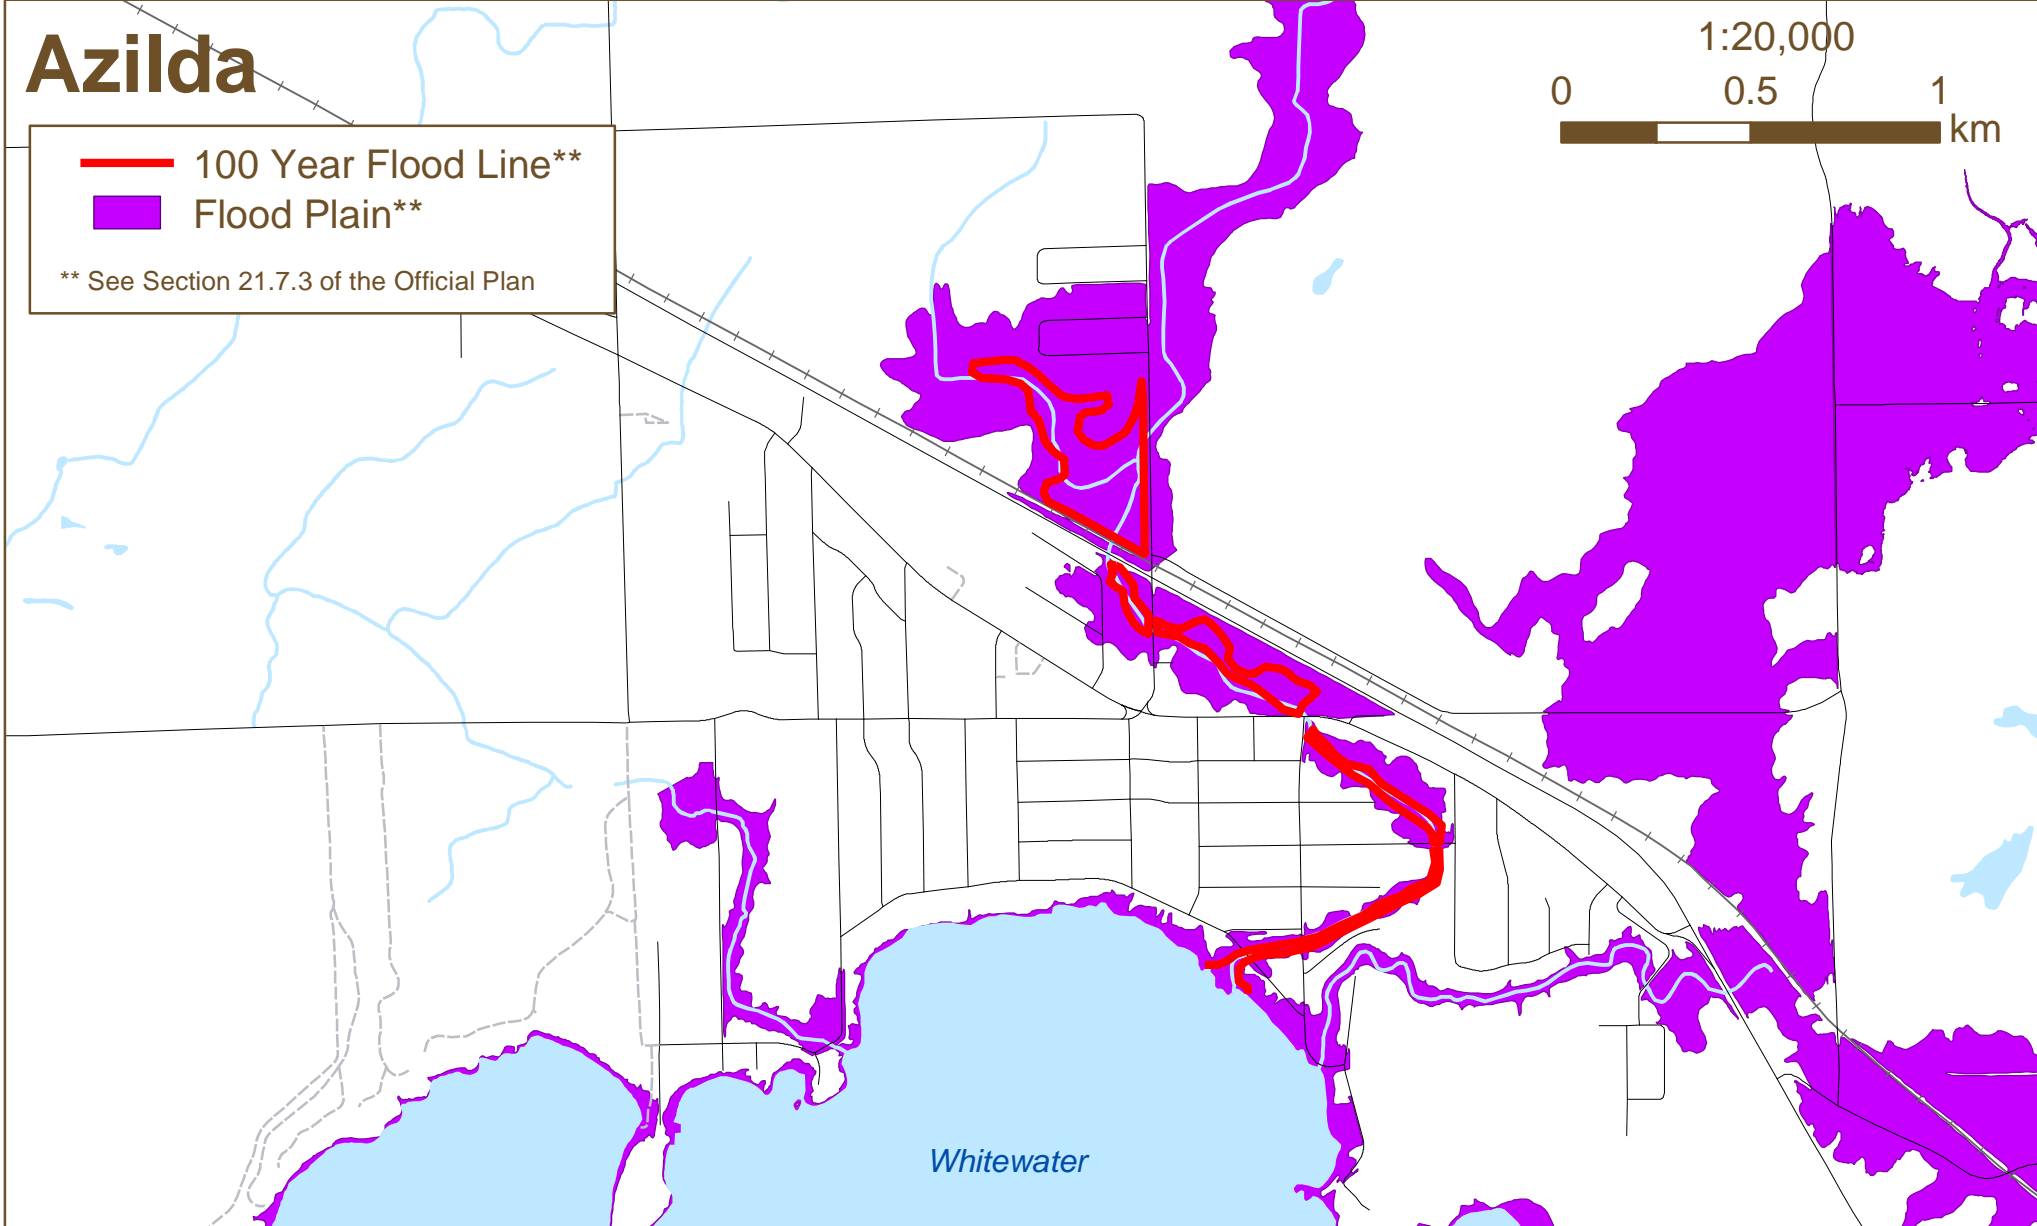 Azilda
1:20,000
0 0.5 1
km
100 Year Flood Line**
Flood Plain**
** See Section 21.7.3 of the Official Plan
Whitewater